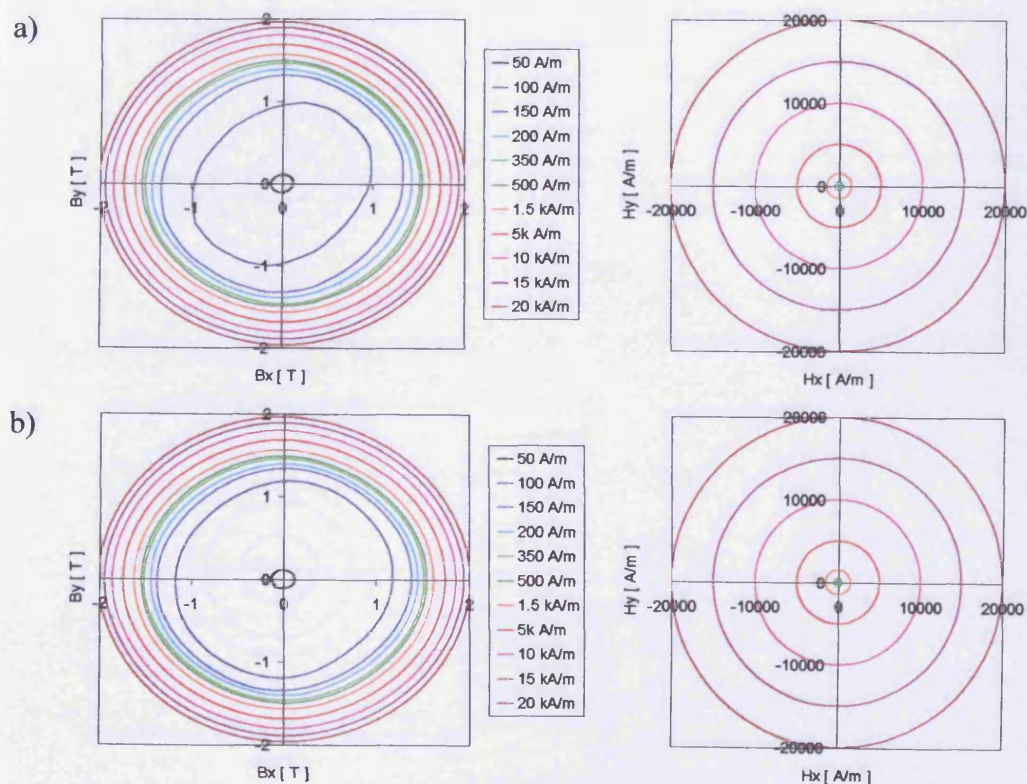 a)
By [ T ]
2
1
0
-1
-2
-2
-1
0
1
2
Bx [ T ]
50 A/m
100 A/m
150 A/m
200 A/m
350 A/m
500 A/m
1.5 kA/m
5k A/m
10 kA/m
15 kA/m
20 kA/m
Hy [ A/m ]
20000
10000
0
-10000
-20000
-20000
-10000
0
10000
20000
Hx [ A/m ]
b)
By [ T ]
2
1
0
-1
-2
-2
-1
0
1
2
Bx [ T ]
50 A/m
100 A/m
150 A/m
200 A/m
350 A/m
500 A/m
1.5 kA/m
5k A/m
10 kA/m
15 kA/m
20 kA/m
Hy [ A/m ]
20000
10000
0
-10000
-20000
-20000
-10000
0
10000
20000
Hx [ A/m ]